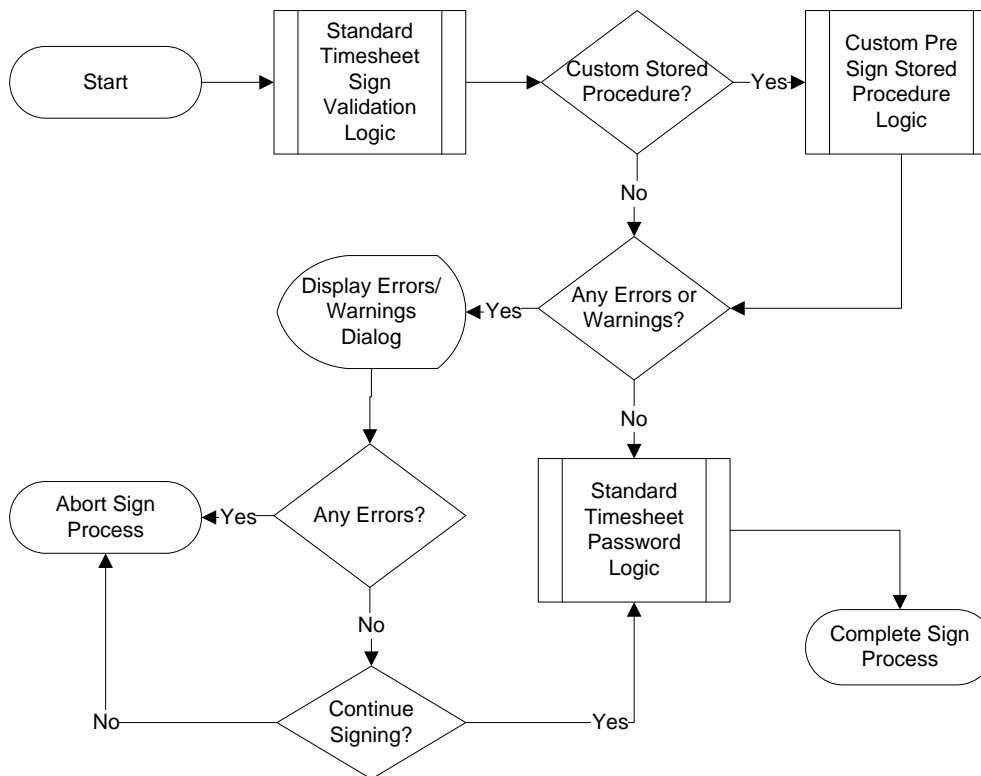 Start
Standard
Timesheet
Sign
Validation
Logic
Custom Stored
Procedure?
Yes
Custom Pre
Sign Stored
Procedure
Logic
No
Any Errors or
Warnings?
Yes
Display Errors/
Warnings
Dialog
No
Any Errors?
Yes
Abort Sign
Process
Standard
Timesheet
Password
Logic
No
Complete Sign
Process
Continue
Signing?
No
Yes